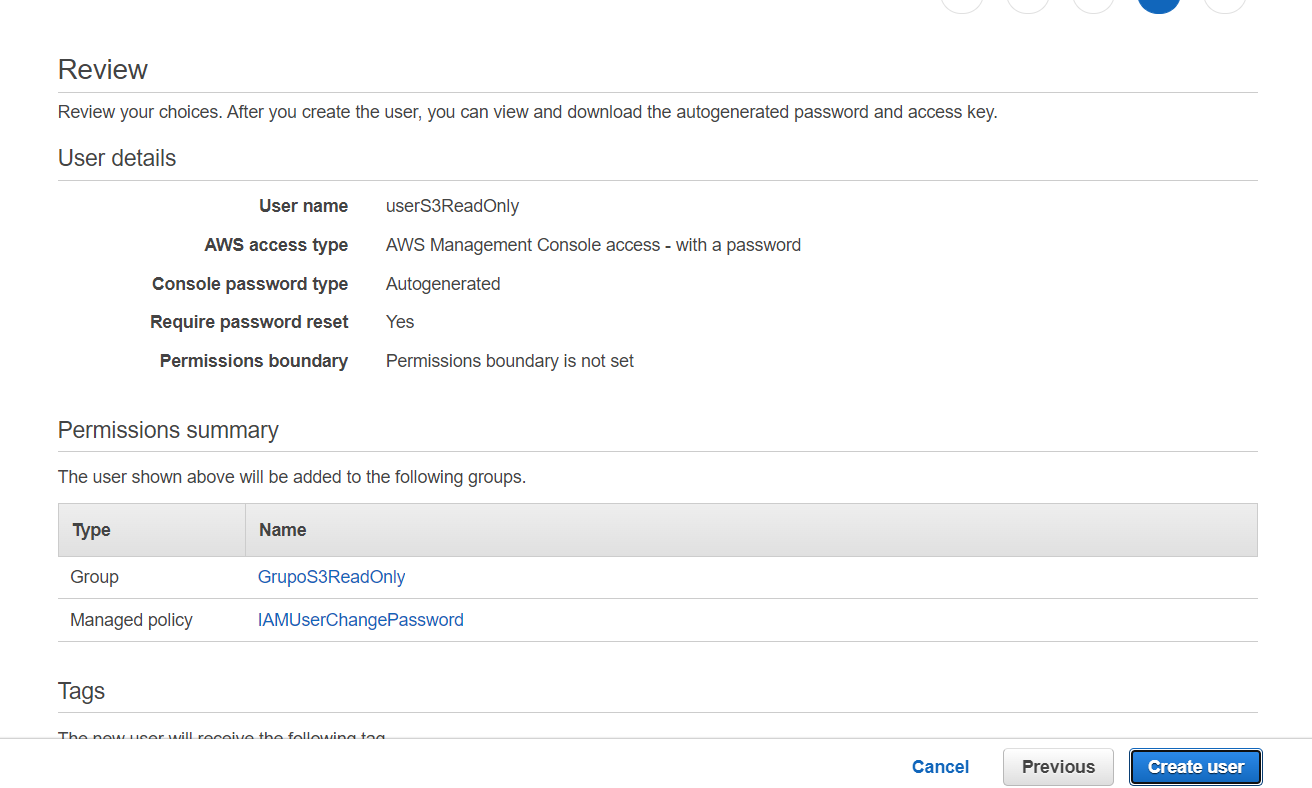 Review
Review your choices. After you create the user, you can view and download the autogenerated password and access key.
User details
User name userS3ReadOnly
AWS access type AWS Management Console access - with a password
Console password type Autogenerated
Require password reset Yes
Permissions boundary Permissions boundary is not set
Permissions summary
The user shown above will be added to the following groups.
Type Name
Group GrupoS3ReadOnly
Managed policy IAMUserChangePassword
Tags
The new user will receive the following tag
Cancel Previous Create user